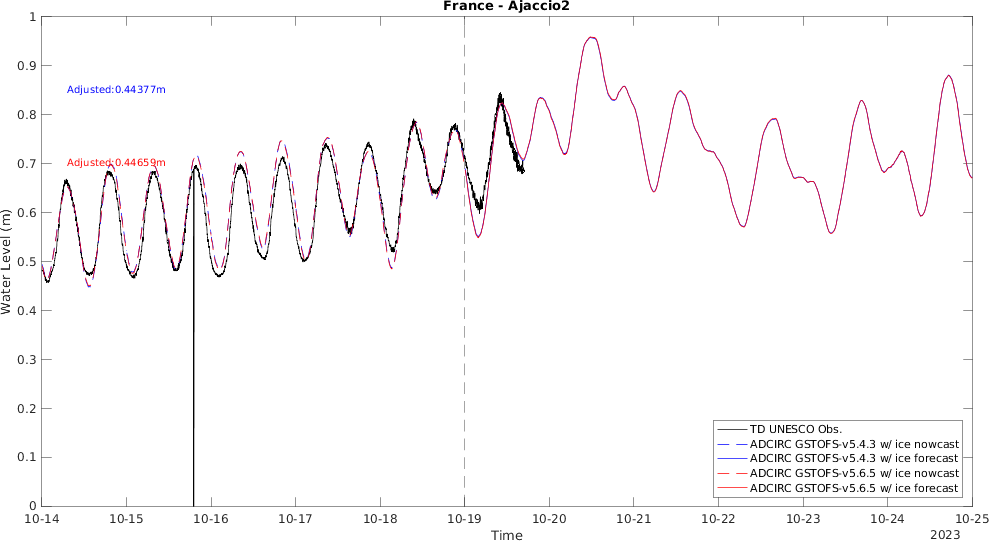 France - Ajaccio2
1
0.9
0.8
0.7
0.6
0.5
0.4
0.3
0.2
0.1
0
Water Level (m)
Adjusted:0.44377m
Adjusted:0.44659m
TD UNESCO Obs.
ADCIRC GSTOFS-v5.4.3 w/ ice nowcast
ADCIRC GSTOFS-v5.4.3 w/ ice forecast
ADCIRC GSTOFS-v5.6.5 w/ ice nowcast
ADCIRC GSTOFS-v5.6.5 w/ ice forecast
10-14 10-15 10-16 10-17 10-18 10-19 10-20 10-21 10-22 10-23 10-24 10-25
Time
2023